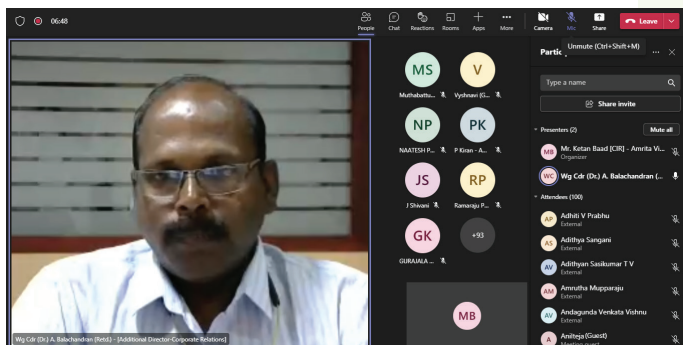 06:48
People
Chat
Reactions
Rooms
Apps
More
Camera
Mic
Share
Leave
Unmute (Ctrl+Shift+M)
MS
Muthabattu...
V
Vyshnavi (G...
NP
NAATESH P...
PK
P Kiran - A...
JS
J Shivani
RP
Ramaraju P...
GK
GURAJALA ...
+93
MB
Wg Cdr (Dr.) A. Balachandran (Retd.) - [Additional Director-Corporate Relations]
Partic
Type a name
Share invite
Presenters (2)
Mute all
MB
Mr. Ketan Baad [CIR] - Amrita Vi...
Organizer
WC
Wg Cdr (Dr.) A. Balachandran (...
Attendees (100)
AP
Adhiti V Prabhu
External
AS
Adithya Sangani
External
AV
Adithyan Sasikumar T V
External
AM
Amrutha Mupparaju
External
AV
Andagunda Venkata Vishnu
External
A
Aniiteja (Guest)
Meeting guest